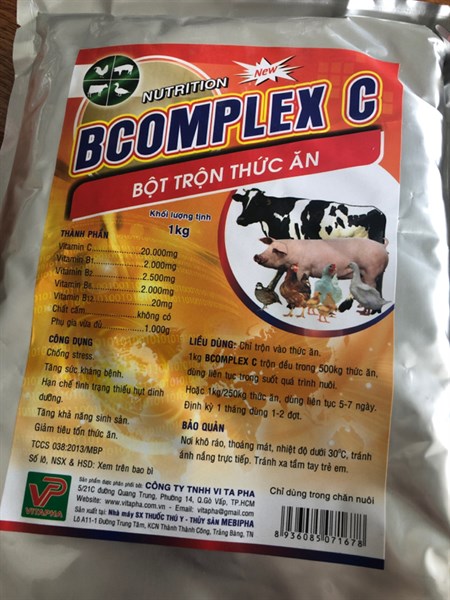 NUTRITION
New
BCOMPLEX C
BỘT TRỘN THỨC ĂN
Khối lượng tịnh
1kg
THÀNH PHẦN
Vitamin C..................20.000mg
Vitamin B1..................2.000mg
Vitamin B2..................2.500mg
Vitamin B6..................2.000mg
Vitamin B12..................20mg
Chất cấm..................không có
Phụ gia vừa đủ..................1.000g
CÔNG DỤNG
Chống stress.
Tăng sức kháng bệnh.
Hạn chế tình trạng thiếu hụt dinh
dưỡng.
Tăng khả năng sinh sản.
Giảm tiêu tốn thức ăn.
TCCS 038:2013/MBP
Số lô, NSX & HSD: Xem trên bao bì
LIỀU DÙNG: Chỉ trộn vào thức ăn.
1kg BCOMPLEX C trộn đều trong 500kg thức ăn,
dùng liên tục trong suốt quá trình nuôi.
Hoặc 1kg/250kg thức ăn, dùng liên tục 5-7 ngày.
Định kỳ 1 tháng dùng 1-2 đợt.
BẢO QUẢN
Nơi khô ráo, thoáng mát, nhiệt độ dưới 30°C, tránh
ánh nắng trực tiếp. Tránh xa tầm tay trẻ em.
VP
VITAPHA
Sản phẩm được phân phối bởi: CÔNG TY TNHH VI TA PHA
5/21C đường Quang Trung, Phường 14, Q.Gò Vấp, TP.HCM
Website: www.vitapha.com.vn - Email: vitapha@gmail.com
Sản xuất tại: Nhà máy SX THUỐC THÚ Y - THỦY SẢN MEBIPHA
Lô A11-1 Đường Trung Tâm, KCN Thành Thành Công, Trảng Bàng, TN
Chỉ dùng trong chăn nuôi
8 936085 071678